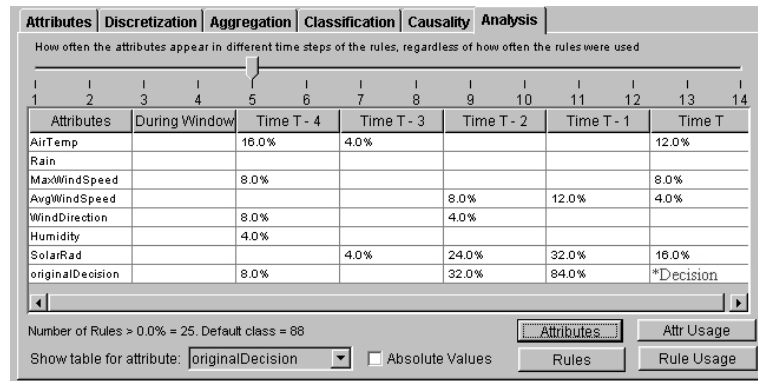 Attributes Discretization Aggregation Classification Causality Analysis
How often the attributes appear in different time steps of the rules, regardless of how often the rules were used
1 2 3 4 5 6 7 8 9 10 11 12 13 14
Attributes During Window Time T - 4 Time T - 3 Time T - 2 Time T - 1 Time T
AirTemp 16.0% 4.0% 12.0%
Rain
MaxWindSpeed 8.0% 8.0%
AvgWindSpeed 8.0% 12.0% 4.0%
WindDirection 8.0% 4.0%
Humidity 4.0%
SolarRad 4.0% 24.0% 32.0% 16.0%
originalDecision 8.0% 32.0% 84.0% *Decision
Number of Rules > 0.0% = 25. Default class = 88 Attributes Attr Usage
Show table for attribute: originalDecision Absolute Values Rules Rule Usage